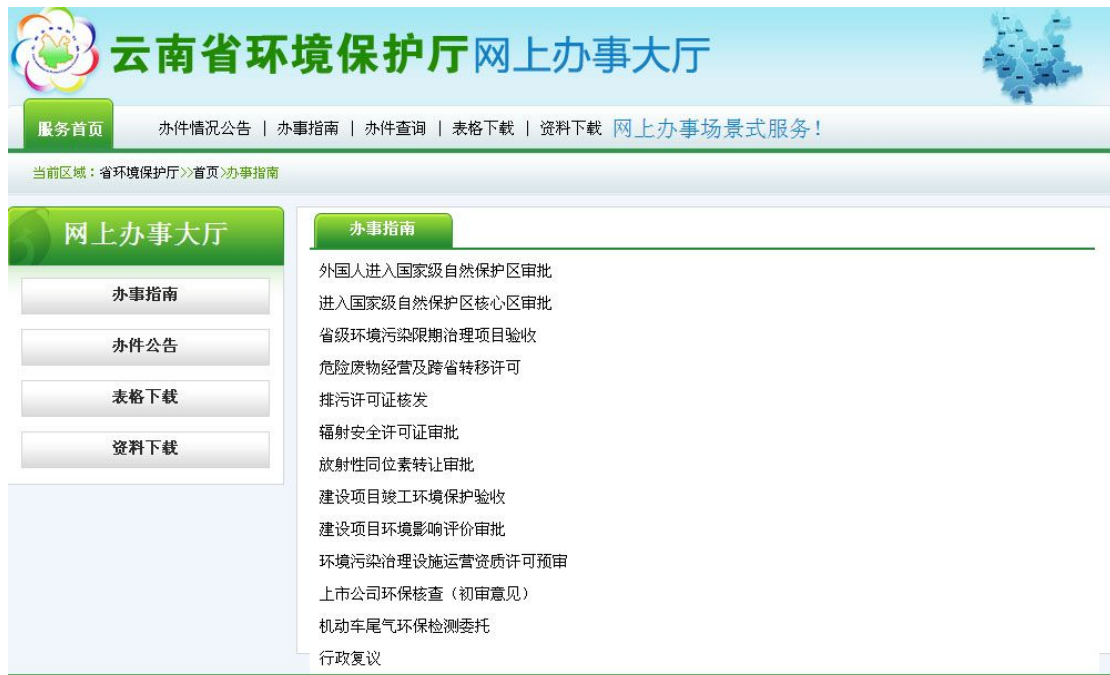 云南省环境保护厅网上办事大厅
服务首页 办件情况公告 | 办事指南 | 办件查询 | 表格下载 | 资料下载 网上办事场景式服务!
当前区域：省环境保护厅>>首页>办事指南
网上办事大厅
办事指南
办件公告
表格下载
资料下载
办事指南
外国人进入国家级自然保护区审批
进入国家级自然保护区核心区审批
省级环境污染限期治理项目验收
危险废物经营及跨省转移许可
排污许可证核发
辐射安全许可证审批
放射性同位素转让审批
建设项目竣工环境保护验收
建设项目环境影响评价审批
环境污染治理设施运营资质许可预审
上市公司环保核查（初审意见）
机动车尾气环保检测委托
行政复议